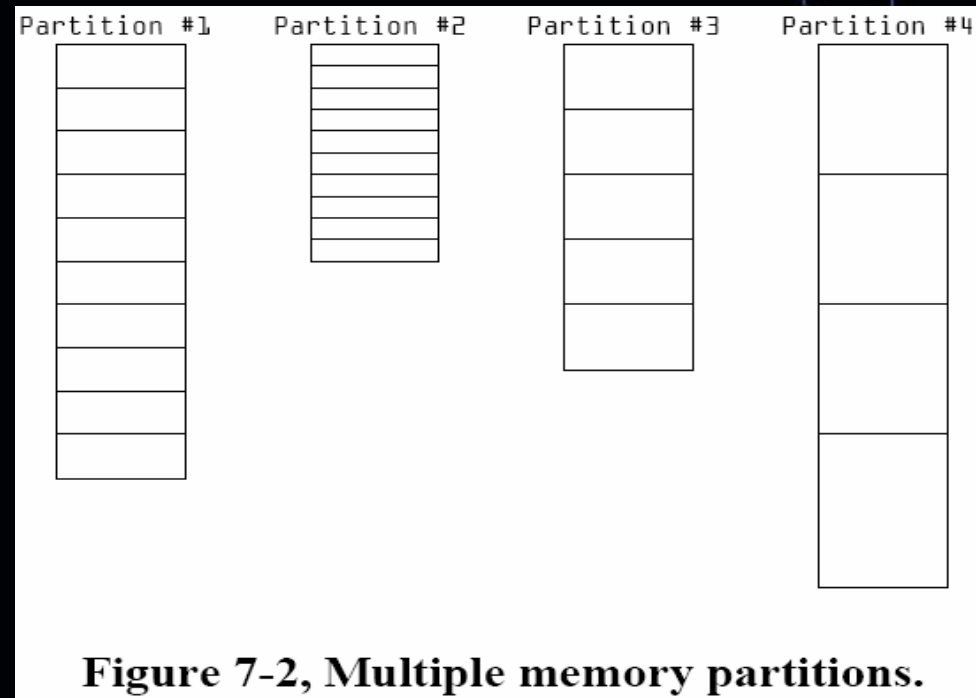 Partition #1
Partition #2
Partition #3
Partition #4
Figure 7-2, Multiple memory partitions.